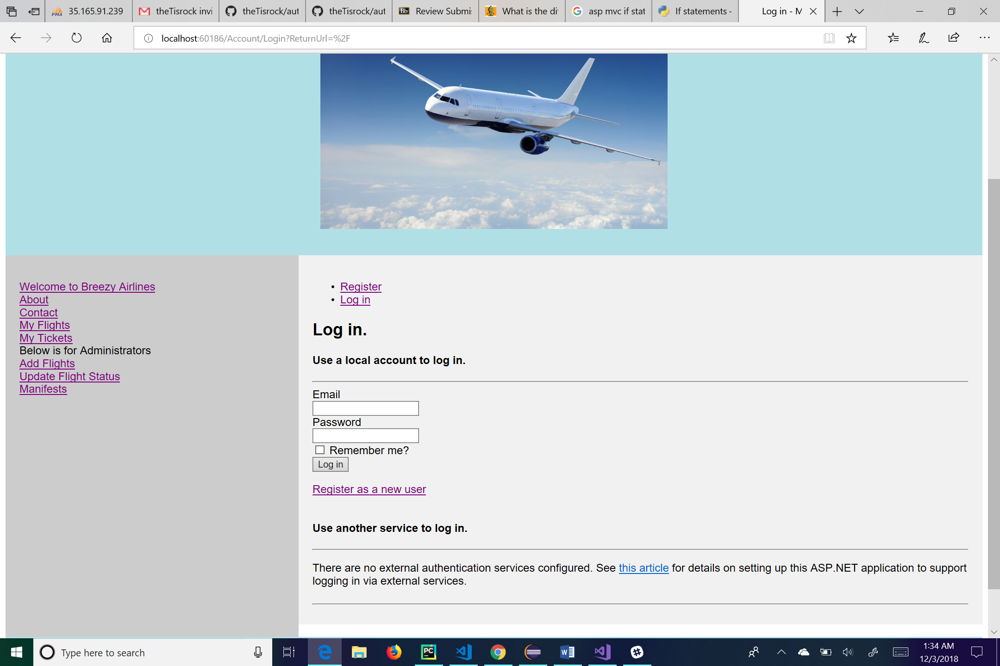 PMA 35.165.91.239
theTisrock invi
theTisrock/aut
theTisrock/aut
Bb Review Submi
What is the di
asp mvc if stat
If statements -
Log in - M
localhost:60186/Account/Login?ReturnUrl=%2F
Welcome to Breezy Airlines
About
Contact
My Flights
My Tickets
Below is for Administrators
Add Flights
Update Flight Status
Manifests
• Register
• Log in
Log in.
Use a local account to log in.
Email
Password
Remember me?
Log in
Register as a new user
Use another service to log in.
There are no external authentication services configured. See this article for details on setting up this ASP.NET application to support
logging in via external services.
Type here to search
PC
W
1:34 AM
12/3/2018